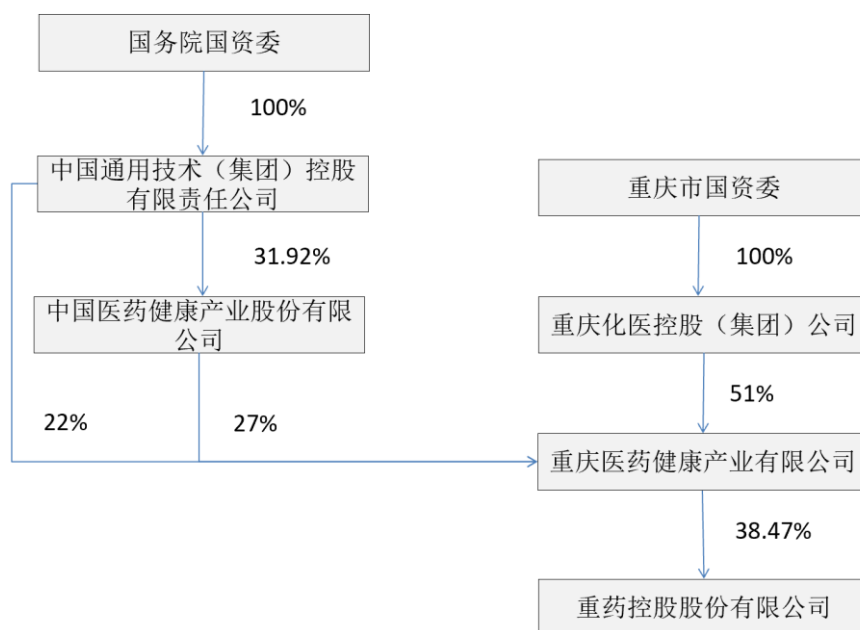 国务院国资委
100%
中国通用技术（集团）控股
有限责任公司
重庆市国资委
31.92%
100%
中国医药健康产业股份有限
公司
重庆化医控股（集团）公司
22%
27%
51%
重庆医药健康产业有限公司
38.47%
重药控股股份有限公司